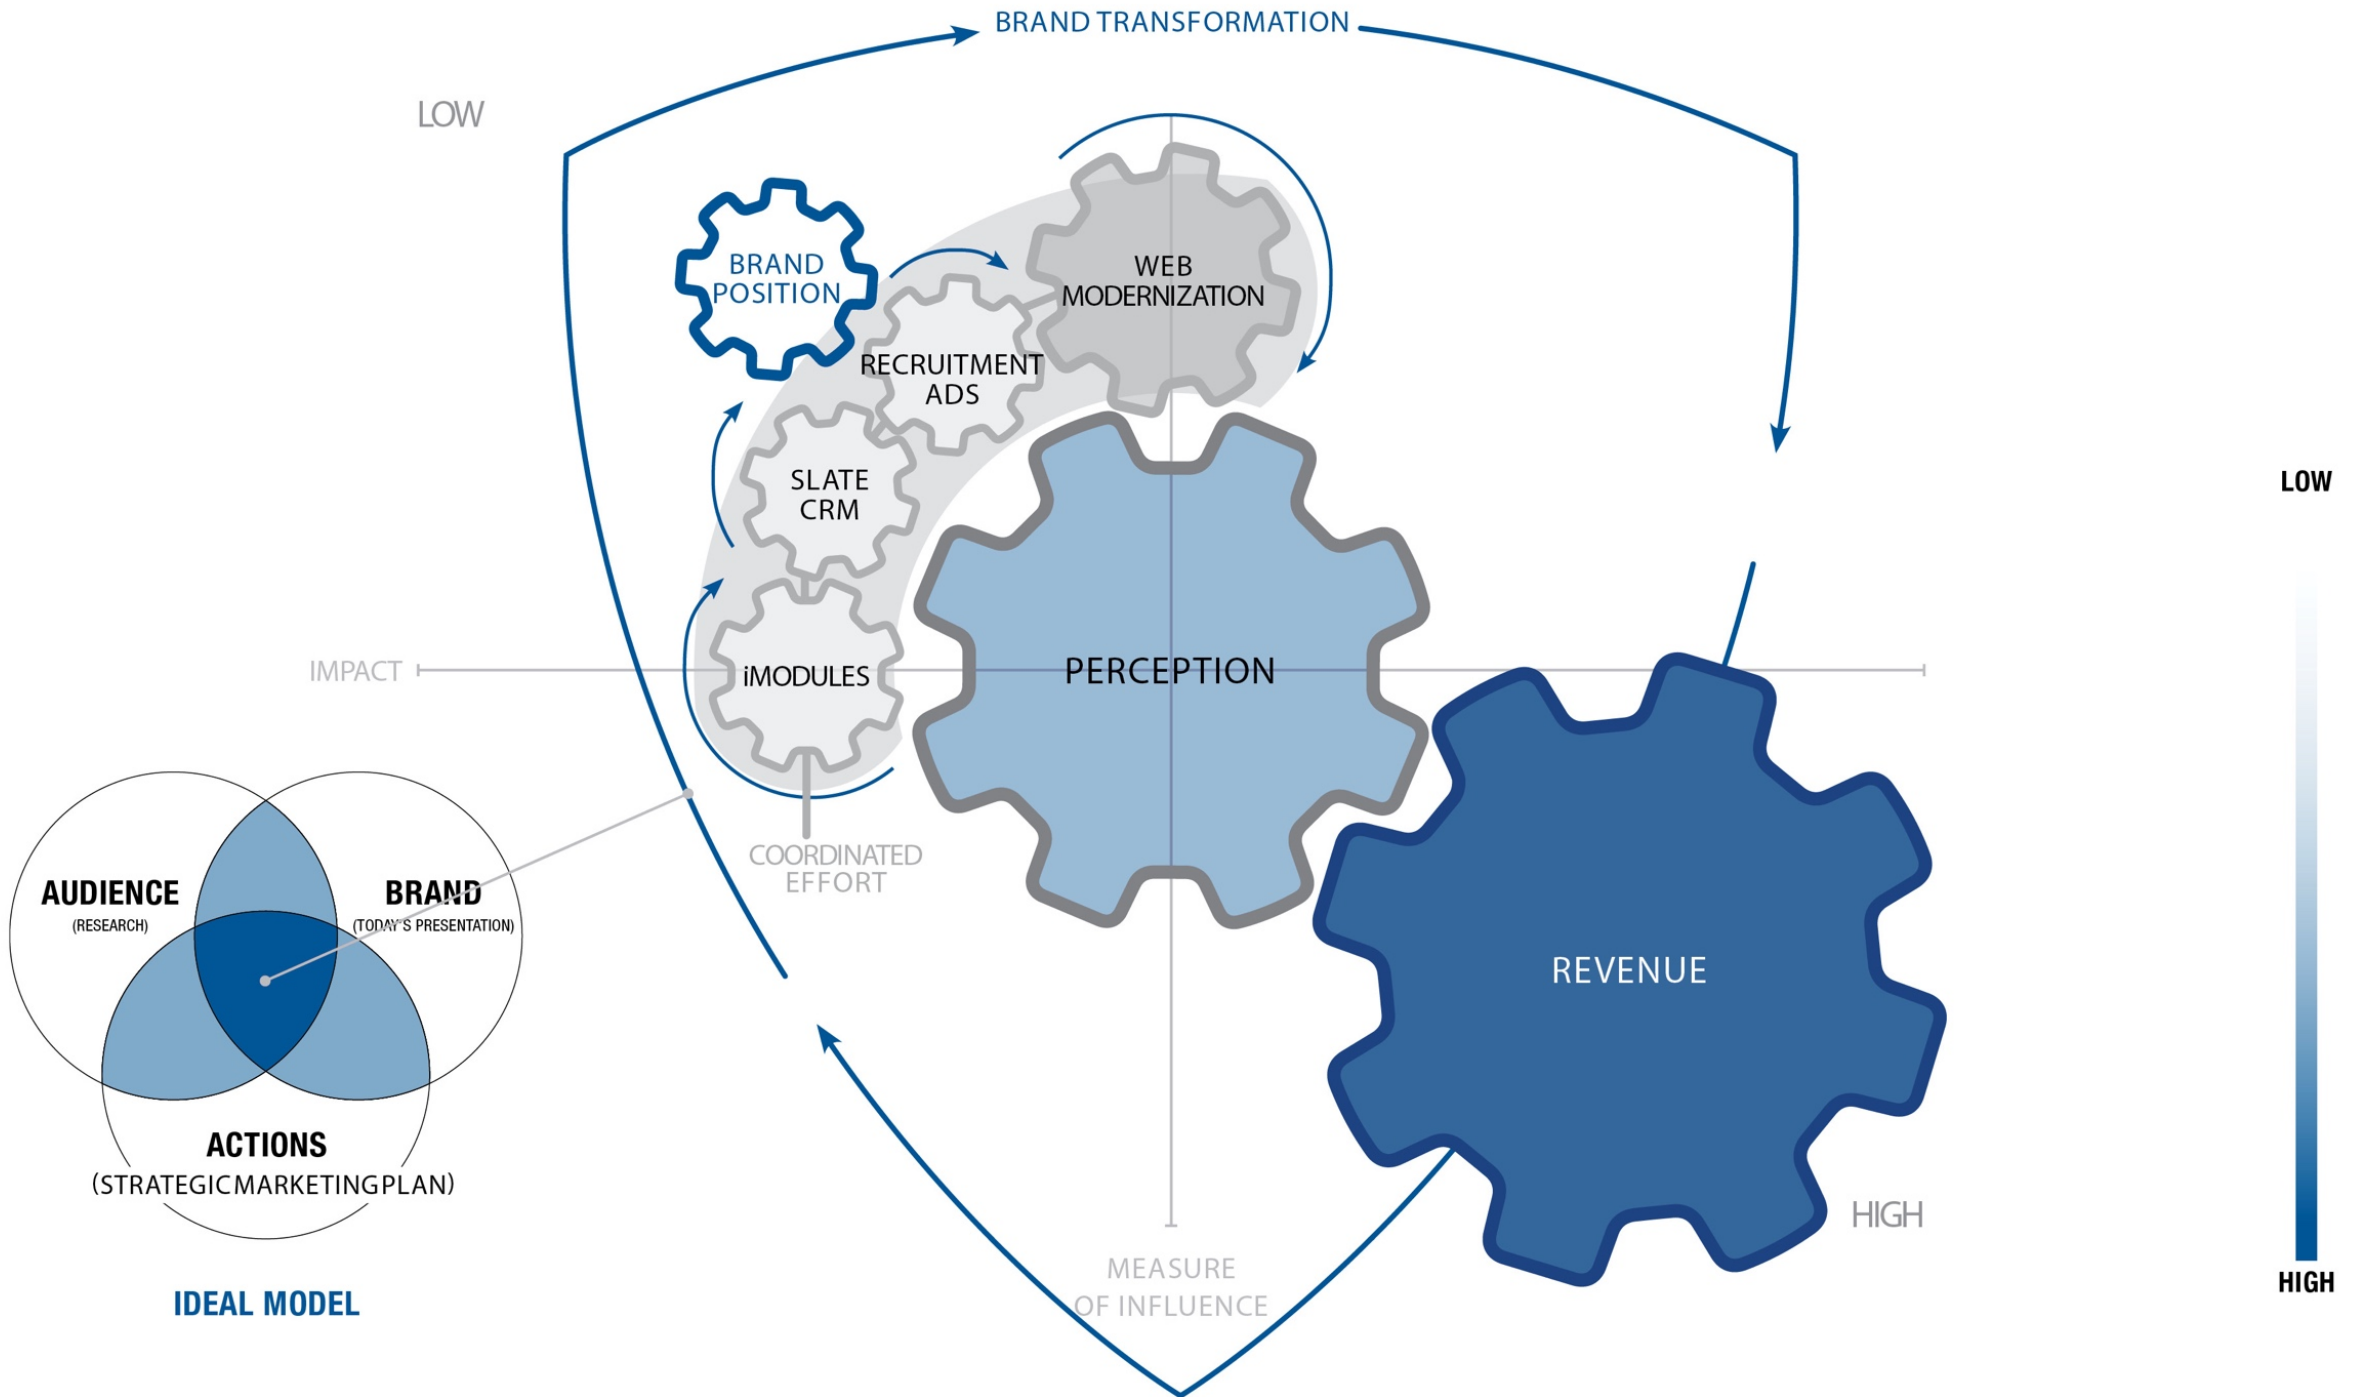 BRAND TRANSFORMATION
LOW
BRAND
POSITION
WEB
MODERNIZATION
RECRUITMENT
ADS
SLATE
CRM
LOW
iMODULES
PERCEPTION
IMPACT
COORDINATED
EFFORT
AUDIENCE
(RESEARCH)
BRAND
(TODAY'S PRESENTATION)
REVENUE
ACTIONS
(STRATEGIC MARKETING PLAN)
HIGH
MEASURE
OF INFLUENCE
HIGH
IDEAL MODEL